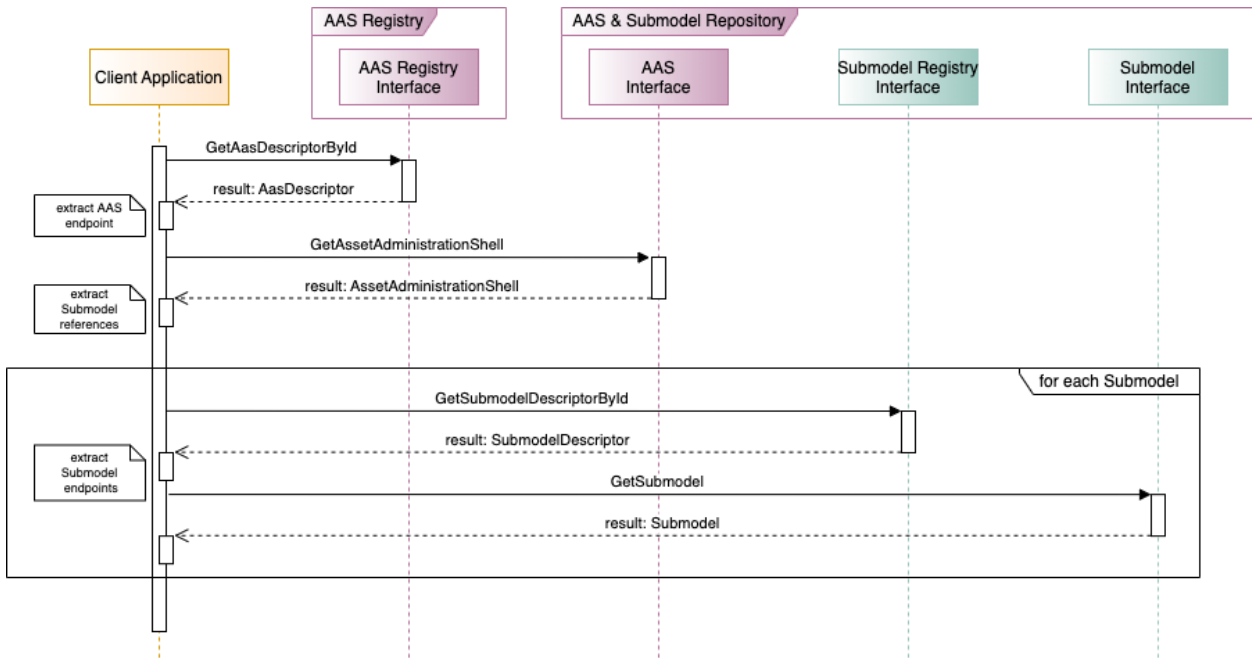 AAS Registry
AAS & Submodel Repository
Client Application
AAS Registry
Interface
AAS
Interface
Submodel Registry
Interface
Submodel
Interface
GetAasDescriptorById
result: AasDescriptor
extract AAS
endpoint
GetAssetAdministrationShell
result: AssetAdministrationShell
extract
Submodel
references
for each Submodel
GetSubmodelDescriptorById
result: SubmodelDescriptor
extract
Submodel
endpoints
GetSubmodel
result: Submodel